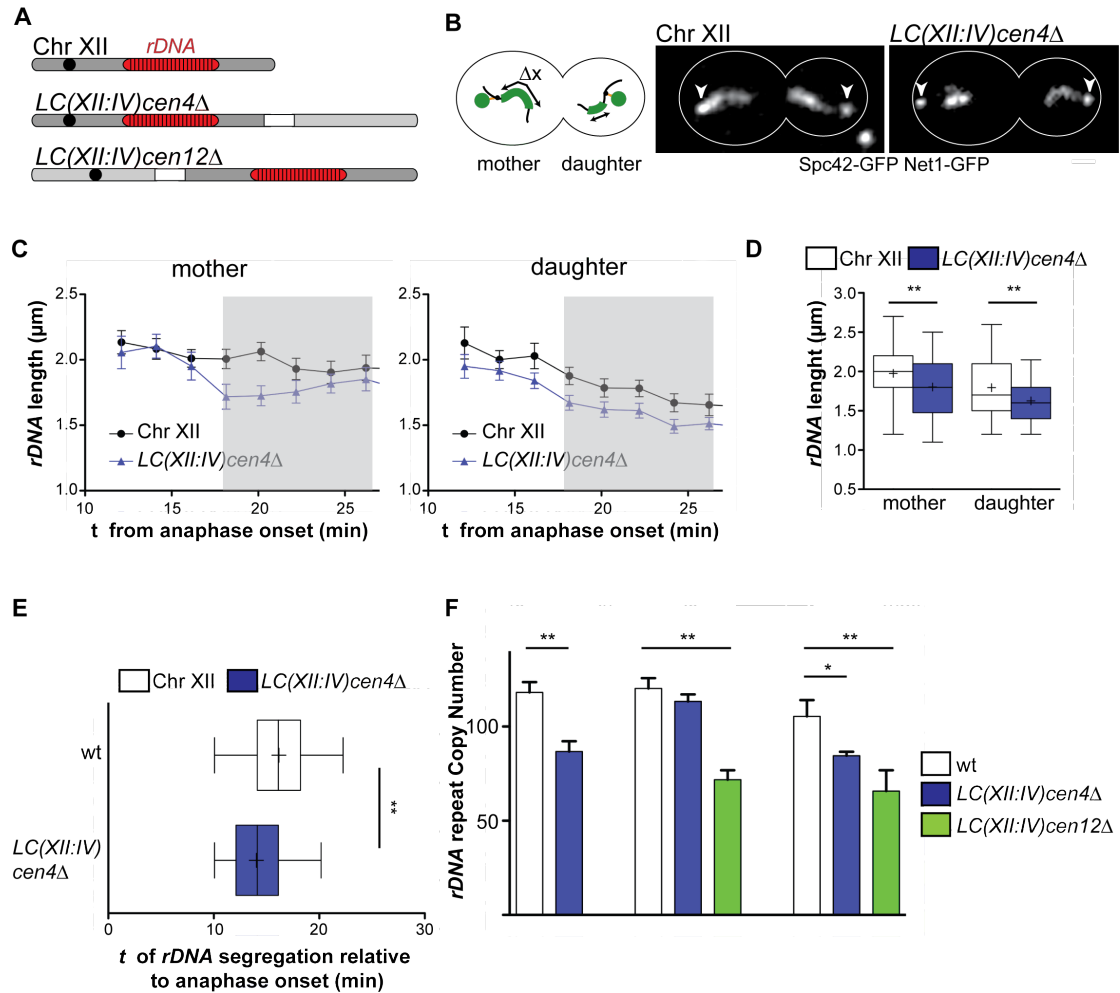 A
Chr XII
rDNA
LC(XII:IV)cen4Δ
LC(XII:IV)cen12Δ
B
Δx
mother
daughter
Chr XII
LC(XII:IV)cen4Δ
Spc42-GFP Net1-GFP
C
mother
daughter
2.5
2.0
1.5
1.0
rDNA length (µm)
Chr XII
LC(XII:IV)cen4Δ
10
15
20
25
t from anaphase onset (min)
2.5
2.0
1.5
1.0
Chr XII
LC(XII:IV)cen4Δ
10
15
20
25
t from anaphase onset (min)
D
Chr XII
LC(XII:IV)cen4Δ
3.0
2.5
2.0
1.5
1.0
0.5
rDNA lenght (µm)
**
**
mother
daughter
E
Chr XII
LC(XII:IV)cen4Δ
wt
LC(XII:IV)
cen4Δ
**
0
10
20
30
t of rDNA segregation relative
to anaphase onset (min)
F
rDNA repeat Copy Number
100
50
**
**
**
*
wt
LC(XII:IV)cen4Δ
LC(XII:IV)cen12Δ